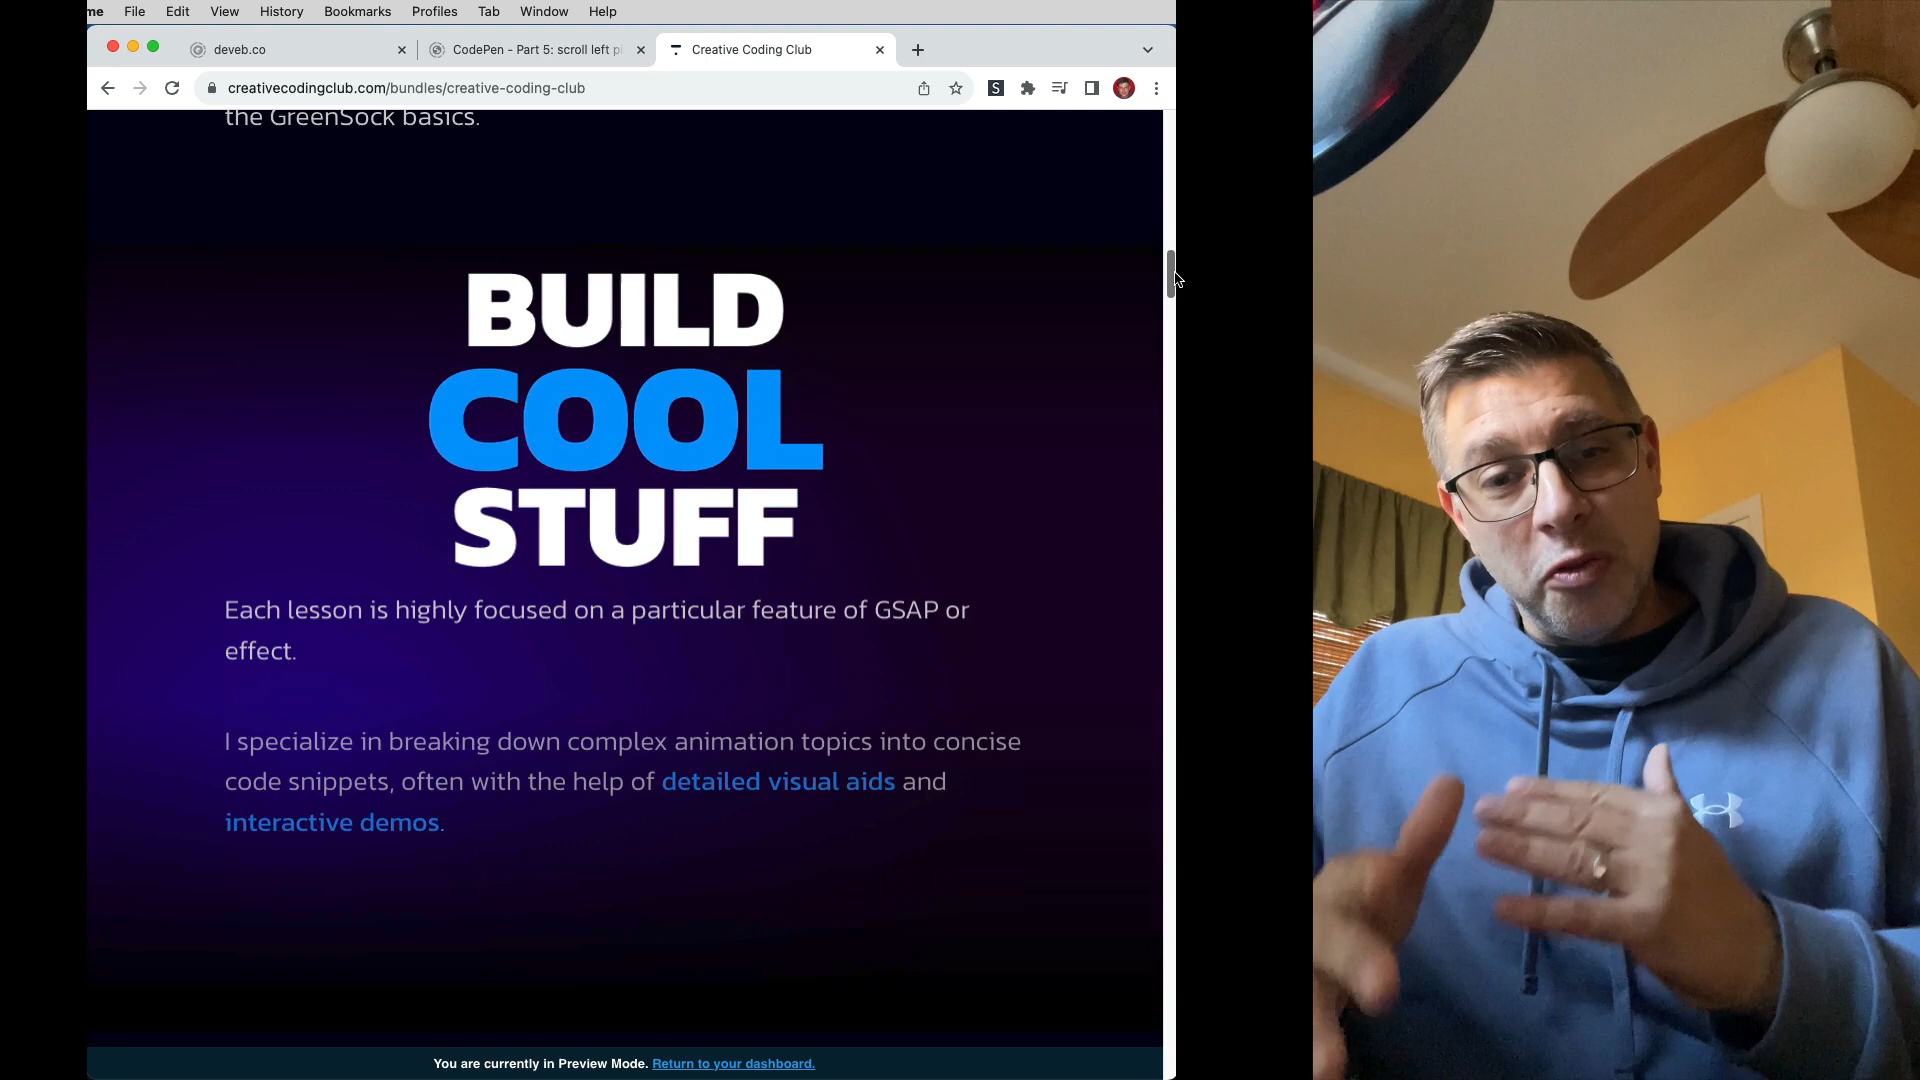 me File Edit View History Bookmarks Profiles Tab Window Help
deveb.co CodePen - Part 5: scroll left Creative Coding Club
creativecodingclub.com/bundles/creative-coding-club
the GreenSock basics.
BUILD
COOL
STUFF
Each lesson is highly focused on a particular feature of GSAP or
effect.
I specialize in breaking down complex animation topics into concise
code snippets, often with the help of detailed visual aids and
interactive demos.
You are currently in Preview Mode. Return to your dashboard.